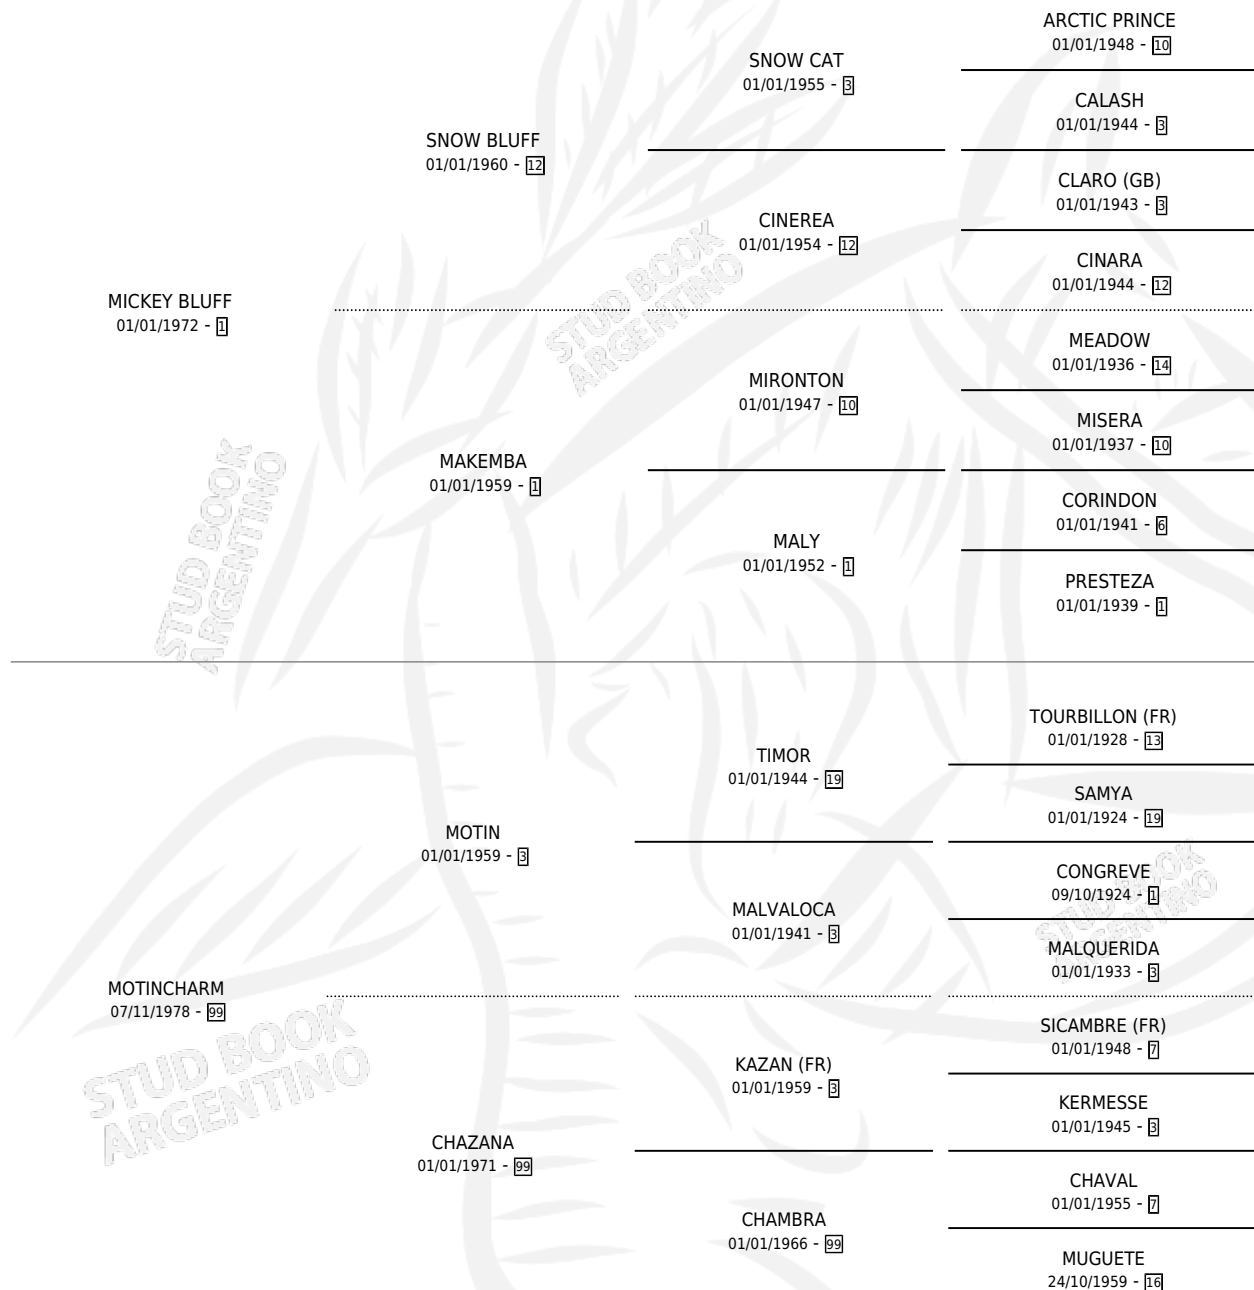 ARCTIC PRINCE
01/01/1948 - 10
SNOW CAT
01/01/1955 - 3
CALASH
01/01/1944 - 3
SNOW BLUFF
01/01/1960 - 12
CLARO (GB)
01/01/1943 - 3
CINEREA
01/01/1954 - 12
CINARA
01/01/1944 - 12
MICKEY BLUFF
01/01/1972 - 1
MEADOW
01/01/1936 - 14
MIRONTON
01/01/1947 - 10
MISERA
01/01/1937 - 10
MAKEMBA
01/01/1959 - 1
CORINDON
01/01/1941 - 6
MALY
01/01/1952 - 1
PRESTEZA
01/01/1939 - 1
TOURBILLON (FR)
01/01/1928 - 13
TIMOR
01/01/1944 - 19
SAMYA
01/01/1924 - 19
MOTIN
01/01/1959 - 3
CONGREVE
09/10/1924 - 1
MALVALOCA
01/01/1941 - 3
MALQUERIDA
01/01/1933 - 3
MOTINCHARM
07/11/1978 - 99
SICAMBRE (FR)
01/01/1948 - 7
KAZAN (FR)
01/01/1959 - 3
KERMESSE
01/01/1945 - 3
CHAZANA
01/01/1971 - 99
CHAVAL
01/01/1955 - 7
CHAMBRA
01/01/1966 - 99
MUGUETE
24/10/1959 - 16
STUD BOOK
ARGENTINO
STUD BOOK
ARGENTINO
STUD BOOK
ARGENTINO
STUD BOOK
ARGENTINO